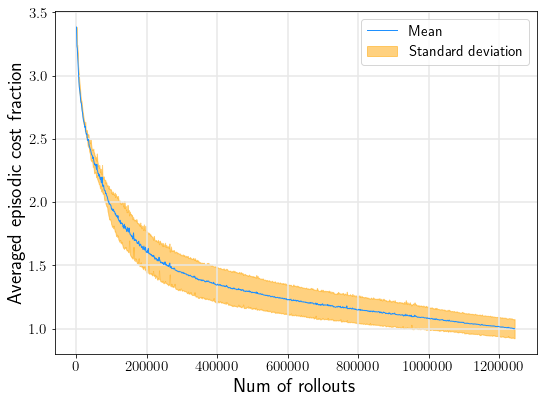 Averaged episodic cost fraction
3.5
3.0
2.5
2.0
1.5
1.0
Mean
Standard deviation
0 200000 400000 600000 800000 1000000 1200000
Num of rollouts